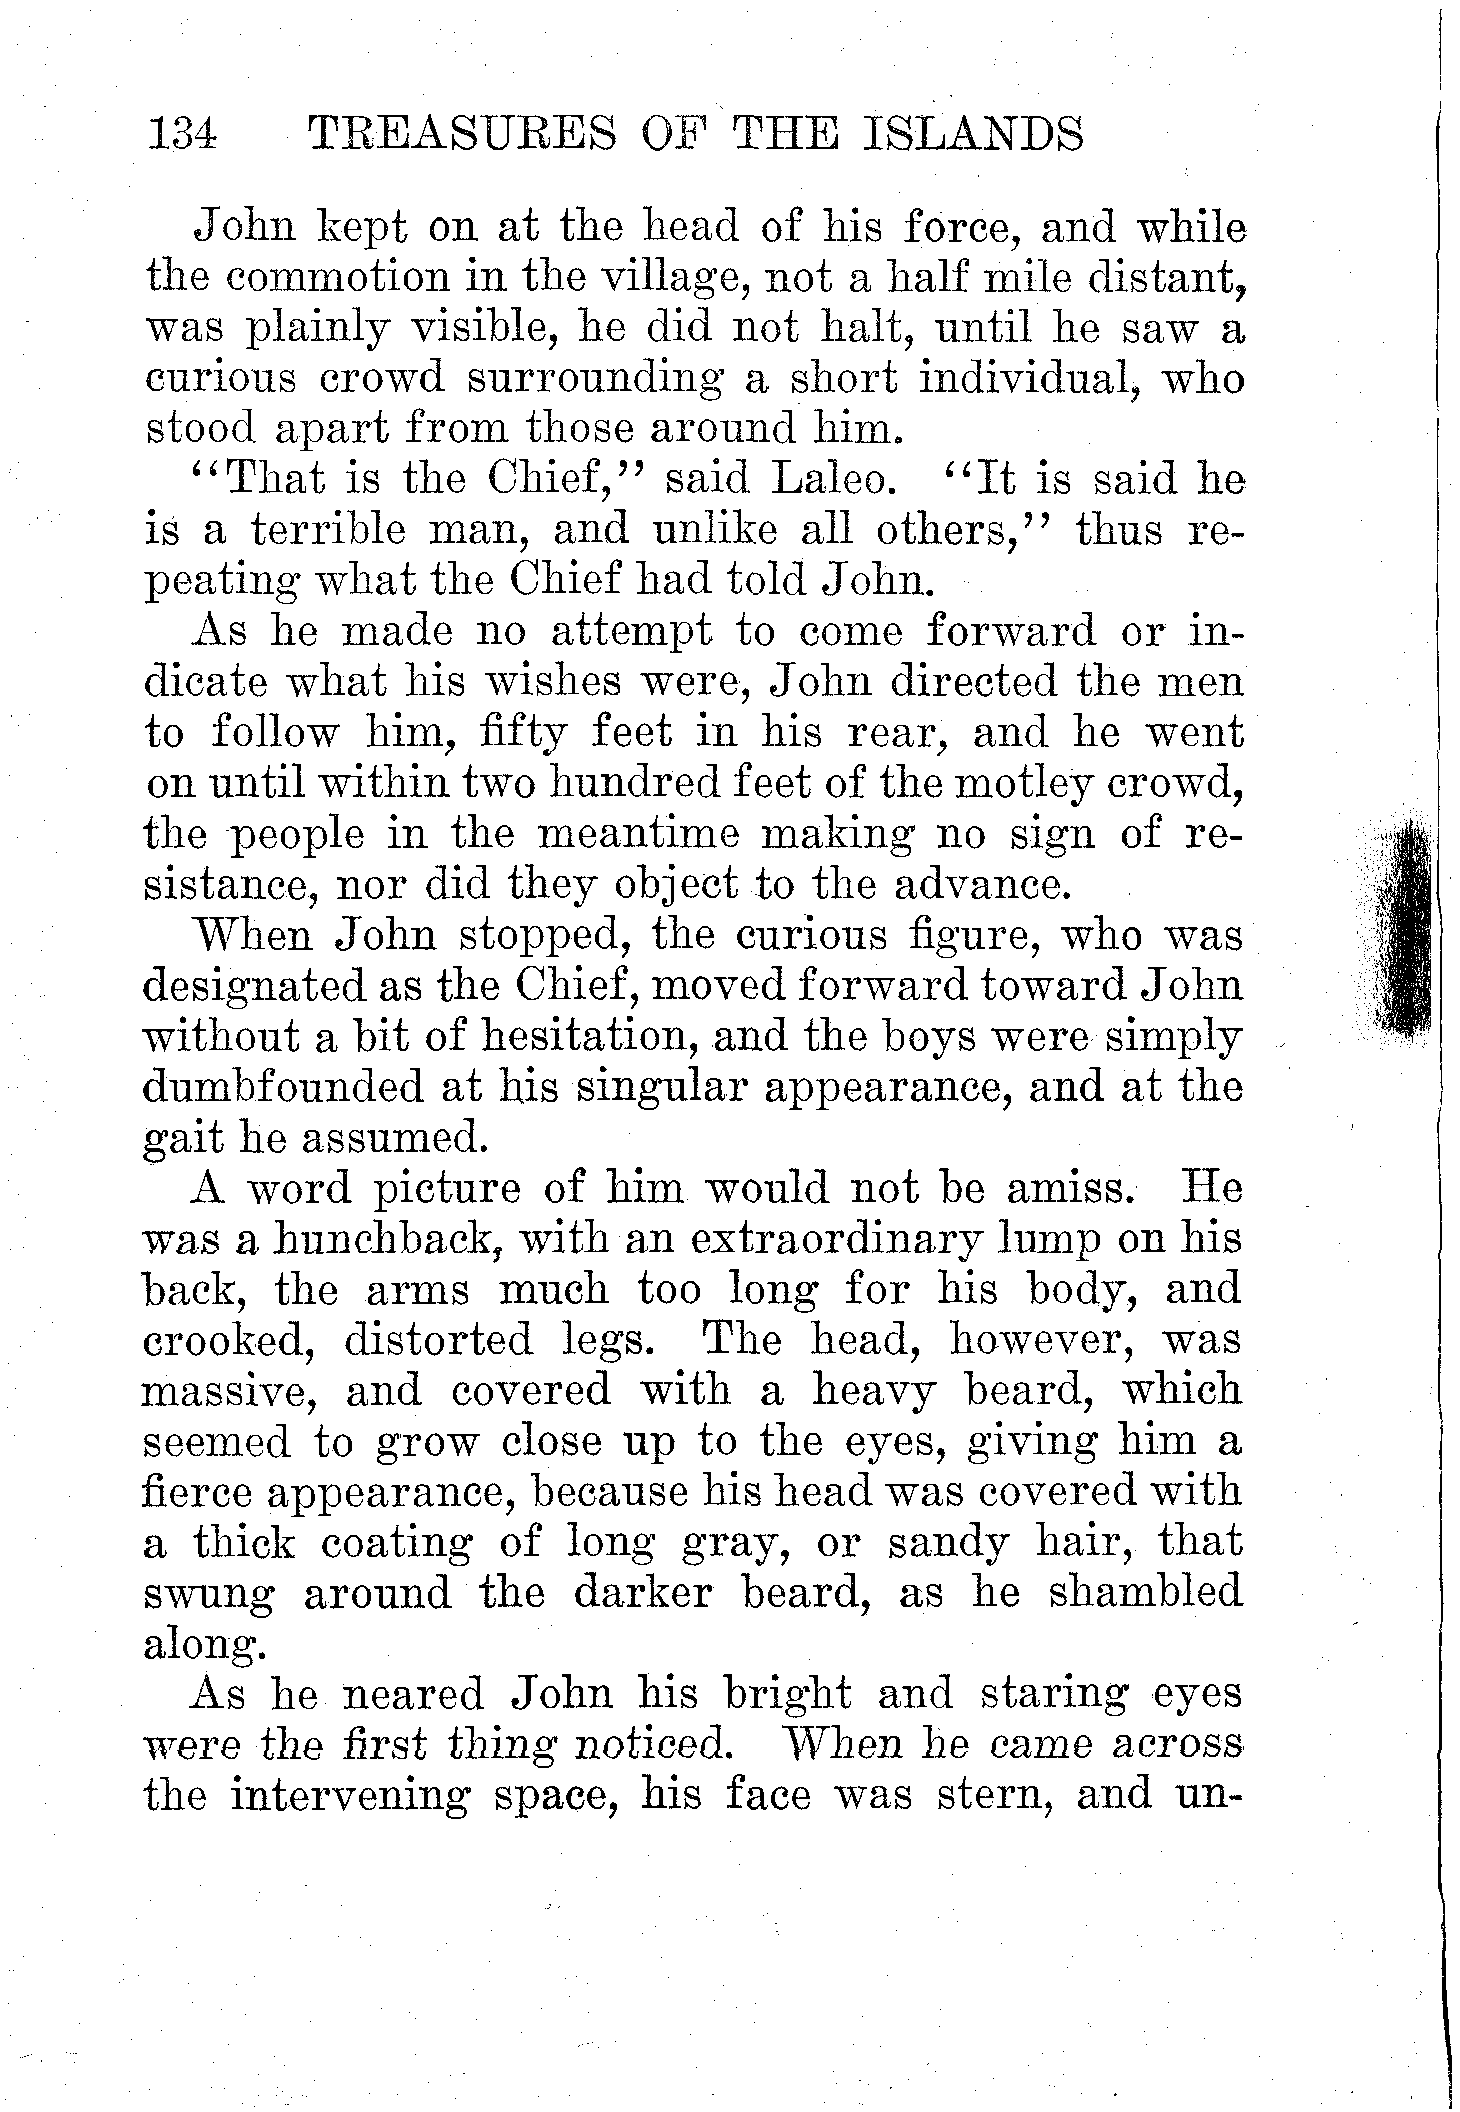 134 TREASURES OF THE ISLANDS
John kept on at the head of his force, and while
the commotion in the village, not a half mile distant,
was plainly visible, he did not halt, until he saw a
curious crowd surrounding a short individual, who
stood apart from those around him.
"That is the Chief," said Laleo. "It is said he
is a terrible man, and unlike all others," thus re-
peating what the Chief had told John.
As he made no attempt to come forward or in-
dicate what his wishes were, John directed the men
to follow him, fifty feet in his rear, and he went
on until within two hundred feet of the motley crowd,
the people in the meantime making no sign of re-
sistance, nor did they object to the advance.
When John stopped, the curious figure, who was
designated as the Chief, moved forward toward John
without a bit of hesitation, and the boys were simply
dumbfounded at his singular appearance, and at the
gait he assumed.
A word picture of him would not be amiss. He
was a hunchback, with an extraordinary lump on his
back, the arms much too long for his body, and
crooked, distorted legs. The head, however, was
massive, and covered with a heavy beard, which
seemed to grow close up to the eyes, giving him a
fierce appearance, because his head was covered with
a thick coating of long gray, or sandy hair, that
swung around the darker beard, as he shambled
along.
As he neared John his bright and staring eyes
were the first thing noticed. When he came across
the intervening space, his face was stern, and un-